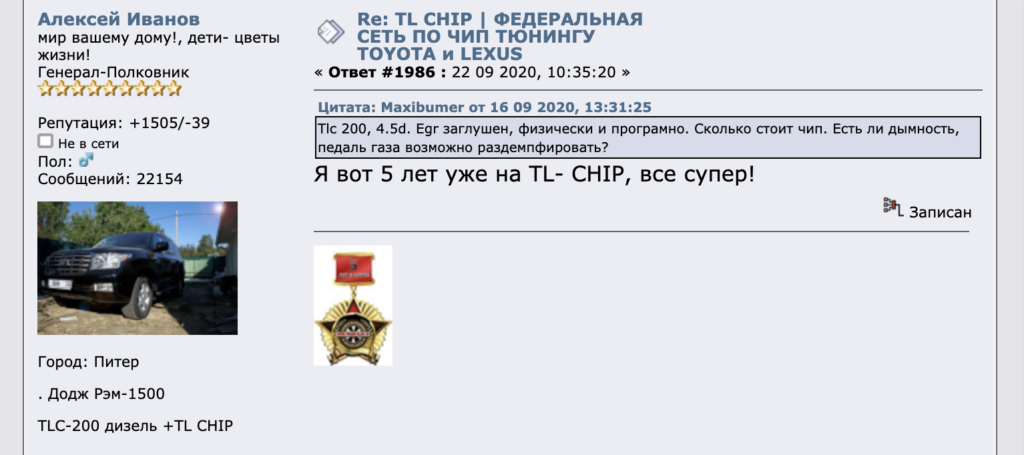 Алексей Иванов
мир вашему дому!, дети- цветы
жизни!
Генерал-Полковник
Репутация: +1505/-39
Не в сети
Пол:
Сообщений: 22154
Город: Питер
. Додж Рэм-1500
TLC-200 дизель +TL CHIP
Re: TL CHIP | ФЕДЕРАЛЬНАЯ
СЕТЬ ПО ЧИП ТЮНИНГУ
TOYOTA и LEXUS
« Ответ #1986 : 22 09 2020, 10:35:20 »
Цитата: Maxibumer от 16 09 2020, 13:31:25
Tlc 200, 4.5d. Egr заглушен, физически и програмно. Сколько стоит чип. Есть ли дымность,
педаль газа возможно раздемпфировать?
Я вот 5 лет уже на TL- CHIP, все супер!
Записан